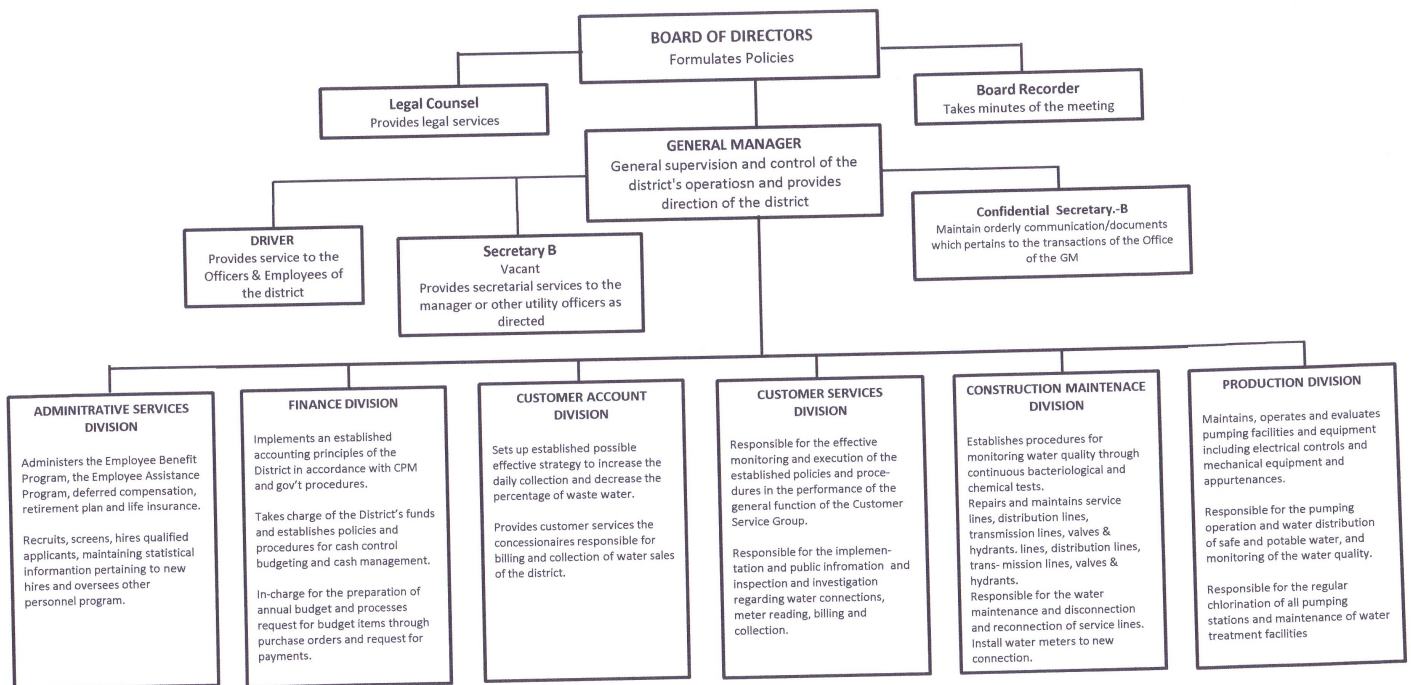 BOARD OF DIRECTORS
Formulates Policies
Legal Counsel
Provides legal services
Board Recorder
Takes minutes of the meeting
GENERAL MANAGER
General supervision and control of the
district's operatiosn and provides
direction of the district
DRIVER
Provides service to the
Officers & Employees of
the district
Secretary B
Vacant
Provides secretarial services to the
manager or other utility officers as
directed
Confidential Secretary.-B
Maintain orderly communication/documents
which pertains to the transactions of the Office
of the GM
ADMINITRATIVE SERVICES
DIVISION
Administers the Employee Benefit
Program, the Employee Assistance
Program, deferred compensation,
retirement plan and life insurance.
Recruits, screens, hires qualified
applicants, maintaining statistical
informantion pertaining to new
hires and oversees other
personnel program.
FINANCE DIVISION
Implements an established
accounting principles of the
District in accordance with CPM
and gov't procedures.
Takes charge of the District's funds
and establishes policies and
procedures for cash control
budgeting and cash management.
In-charge for the preparation of
annual budget and processes
request for budget items through
purchase orders and request for
payments.
CUSTOMER ACCOUNT
DIVISION
Sets up established possible
effective strategy to increase the
daily collection and decrease the
percentage of waste water.
Provides customer services the
concessionaires responsible for
billing and collection of water sales
of the district.
CUSTOMER SERVICES
DIVISION
Responsible for the effective
monitoring and execution of the
established policies and proce-
dures in the performance of the
general function of the Customer
Service Group.
Responsible for the implemen-
tation and public infromation and
inspection and investigation
regarding water connections,
meter reading, billing and
collection.
CONSTRUCTION MAINTENACE
DIVISION
Establishes procedures for
monitoring water quality through
continuous bacteriological and
chemical tests.
Repairs and maintains service
lines, distribution lines,
transmission lines, valves &
hydrants. lines, distribution lines,
trans- mission lines, valves &
hydrants.
Responsible for the water
maintenance and disconnection
and reconnection of service lines.
Install water meters to new
connection.
PRODUCTION DIVISION
Maintains, operates and evaluates
pumping facilities and equipment
including electrical controls and
mechanical equipment and
appurtenances.
Responsible for the pumping
operation and water distribution
of safe and potable water, and
monitoring of the water quality.
Responsible for the regular
chlorination of all pumping
stations and maintenance of water
treatment facilities